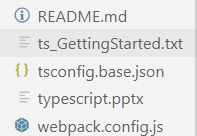 README.md
ts_GettingStarted.txt
tsconfig.base.json
typescript.pptx
webpack.config.js